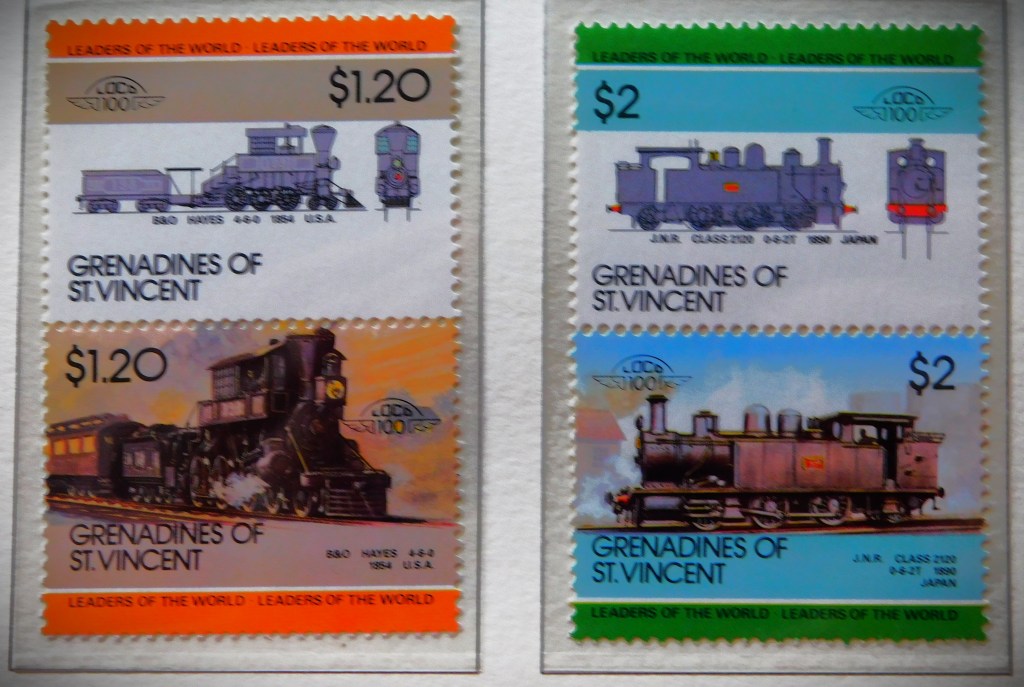 LEADERS OF THE WORLD · LEADERS OF THE WORLD
LOCO
100
$1.20
B&O HAYES 4-6-0 1854 U.S.A.
GRENADINES OF
ST. VINCENT
$1.20
LOCO
100
GRENADINES OF
ST. VINCENT
B&O HAYES 4-6-0
1854 U.S.A.
LEADERS OF THE WORLD · LEADERS OF THE WORLD
LEADERS OF THE WORLD · LEADERS OF THE WORLD
$2
LOCO
100
J.N.R. CLASS 2120 0-6-2T 1890 JAPAN
GRENADINES OF
ST. VINCENT
LOCO
100
$2
GRENADINES OF
ST. VINCENT
J.N.R. CLASS 2120
0-6-2T 1890
JAPAN
LEADERS OF THE WORLD · LEADERS OF THE WORLD